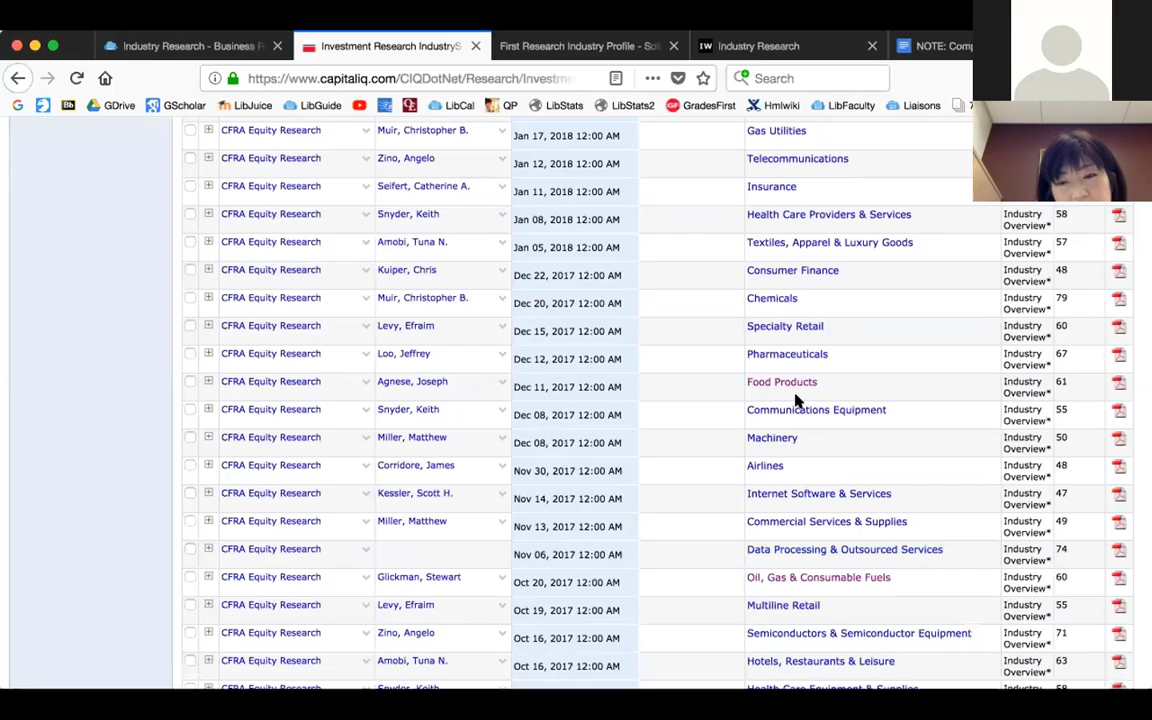 Industry Research - Business F
Investment Research IndustryS
First Research Industry Profile - Sol
IW Industry Research
NOTE: Comp
https://www.capitaliq.com/CIQDotNet/Research/Investm
Search
G
Bb GDrive GScholar LibJuice LibGuide LibCal QP LibStats LibStats2 GradesFirst Hmlwiki LibFaculty Liaisons
CFRA Equity Research Muir, Christopher B. Jan 17, 2018 12:00 AM Gas Utilities
CFRA Equity Research Zino, Angelo Jan 12, 2018 12:00 AM Telecommunications
CFRA Equity Research Seifert, Catherine A. Jan 11, 2018 12:00 AM Insurance
CFRA Equity Research Snyder, Keith Jan 08, 2018 12:00 AM Health Care Providers & Services Industry Overview* 58
CFRA Equity Research Amobi, Tuna N. Jan 05, 2018 12:00 AM Textiles, Apparel & Luxury Goods Industry Overview* 57
CFRA Equity Research Kuiper, Chris Dec 22, 2017 12:00 AM Consumer Finance Industry Overview* 48
CFRA Equity Research Muir, Christopher B. Dec 20, 2017 12:00 AM Chemicals Industry Overview* 79
CFRA Equity Research Levy, Efraim Dec 15, 2017 12:00 AM Specialty Retail Industry Overview* 60
CFRA Equity Research Loo, Jeffrey Dec 12, 2017 12:00 AM Pharmaceuticals Industry Overview* 67
CFRA Equity Research Agnese, Joseph Dec 11, 2017 12:00 AM Food Products Industry Overview* 61
CFRA Equity Research Snyder, Keith Dec 08, 2017 12:00 AM Communications Equipment Industry Overview* 55
CFRA Equity Research Miller, Matthew Dec 08, 2017 12:00 AM Machinery Industry Overview* 50
CFRA Equity Research Corridore, James Nov 30, 2017 12:00 AM Airlines Industry Overview* 48
CFRA Equity Research Kessler, Scott H. Nov 14, 2017 12:00 AM Internet Software & Services Industry Overview* 47
CFRA Equity Research Miller, Matthew Nov 13, 2017 12:00 AM Commercial Services & Supplies Industry Overview* 49
CFRA Equity Research Nov 06, 2017 12:00 AM Data Processing & Outsourced Services Industry Overview* 74
CFRA Equity Research Glickman, Stewart Oct 20, 2017 12:00 AM Oil, Gas & Consumable Fuels Industry Overview* 60
CFRA Equity Research Levy, Efraim Oct 19, 2017 12:00 AM Multiline Retail Industry Overview* 55
CFRA Equity Research Zino, Angelo Oct 16, 2017 12:00 AM Semiconductors & Semiconductor Equipment Industry Overview* 71
CFRA Equity Research Amobi, Tuna N. Oct 16, 2017 12:00 AM Hotels, Restaurants & Leisure Industry Overview* 63